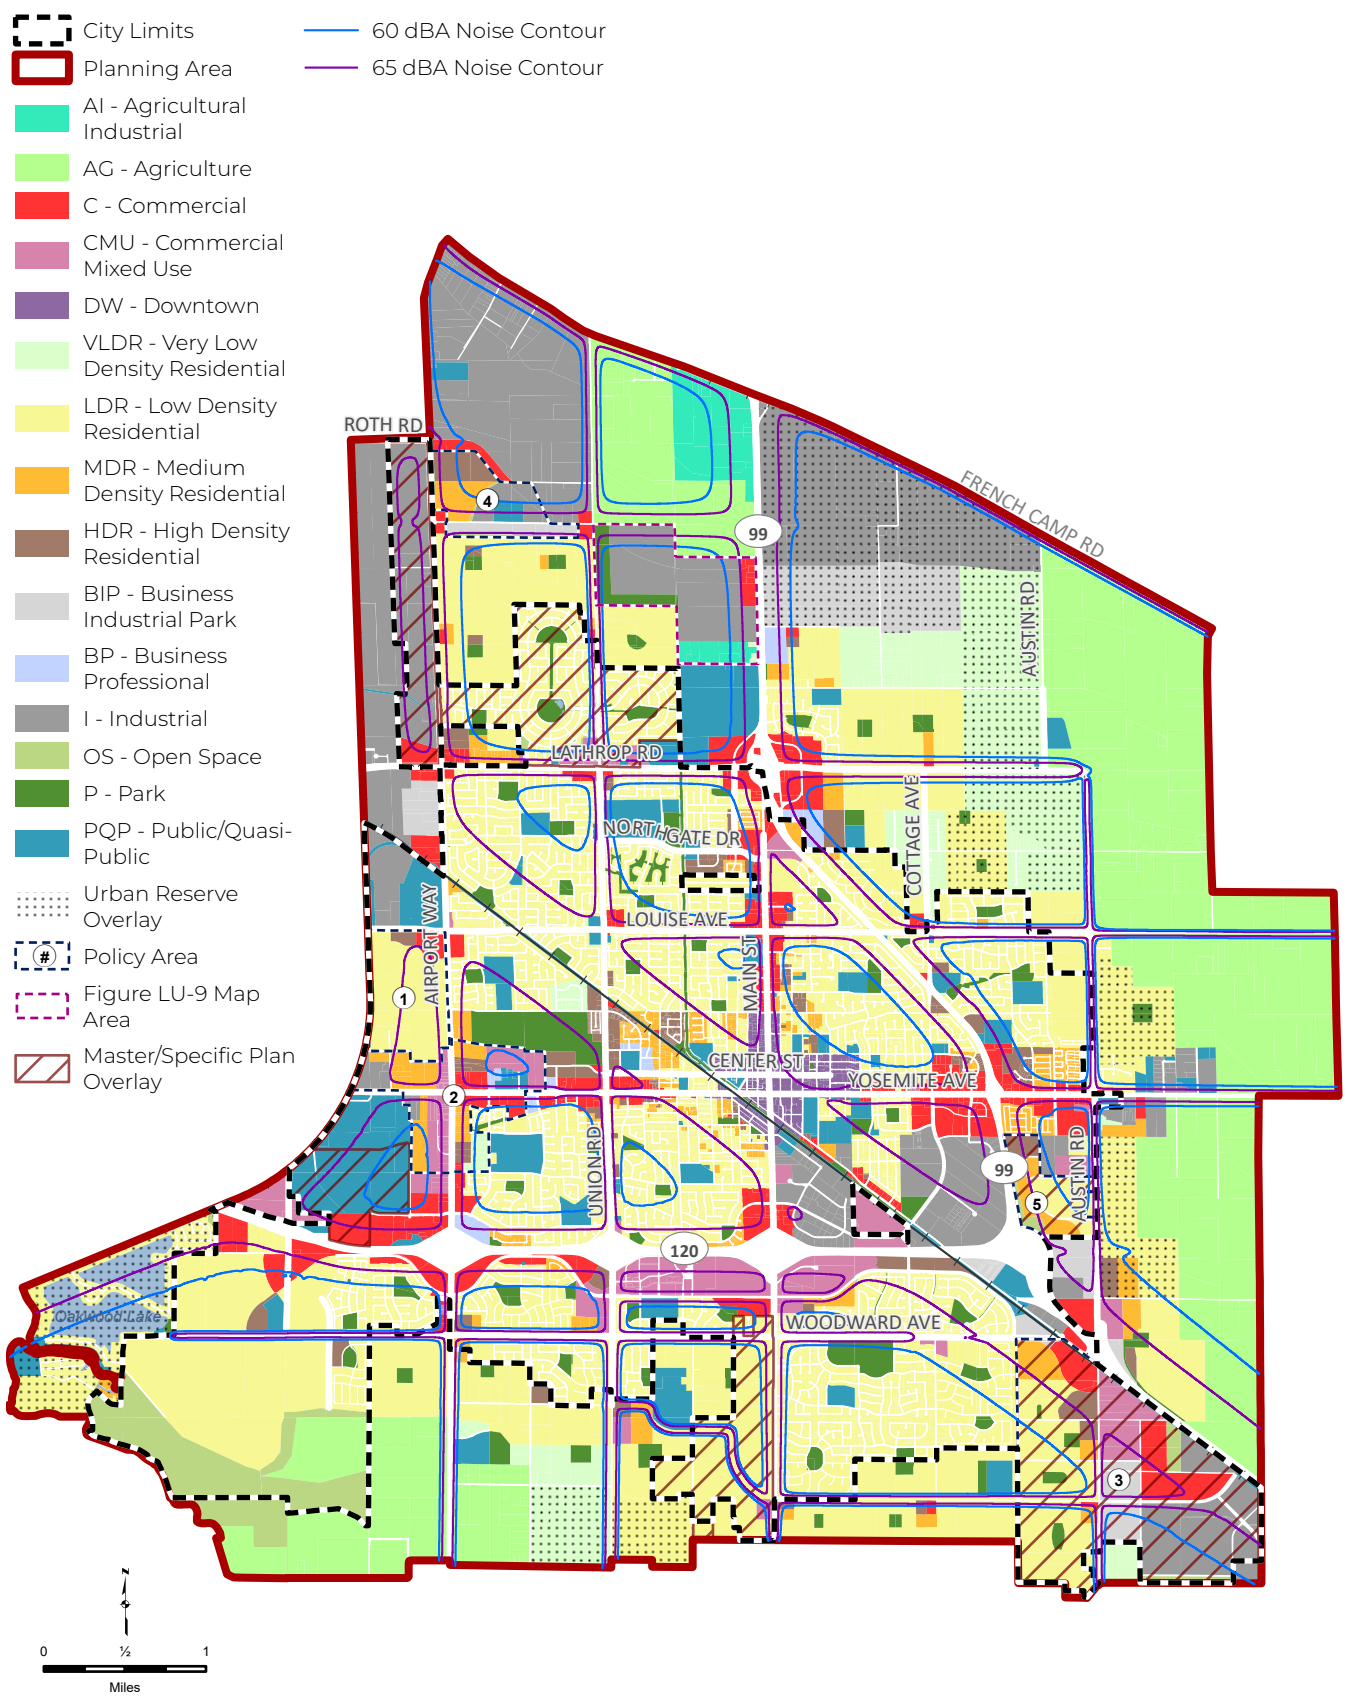 City Limits
60 dBA Noise Contour
Planning Area
65 dBA Noise Contour
AI - Agricultural
Industrial
AG - Agriculture
C - Commercial
CMU - Commercial
Mixed Use
DW - Downtown
VLDR - Very Low
Density Residential
LDR - Low Density
Residential
MDR - Medium
Density Residential
HDR - High Density
Residential
BIP - Business
Industrial Park
BP - Business
Professional
I - Industrial
OS - Open Space
P - Park
PQP - Public/Quasi-
Public
Urban Reserve
Overlay
#
Policy Area
Figure LU-9 Map
Area
Master/Specific Plan
Overlay
ROTH RD
FRENCH CAMP RD
4
99
AUSTIN RD
LATHROP RD
COTTAGE AVE
NORTHGATE DR
AIRPORT WAY
LOUISE AVE
MAIN ST
1
CENTER ST
YOSEMITE AVE
2
UNION RD
99
AUSTIN RD
5
120
Oakwood Lake
WOODWARD AVE
3
N
0
½
1
Miles